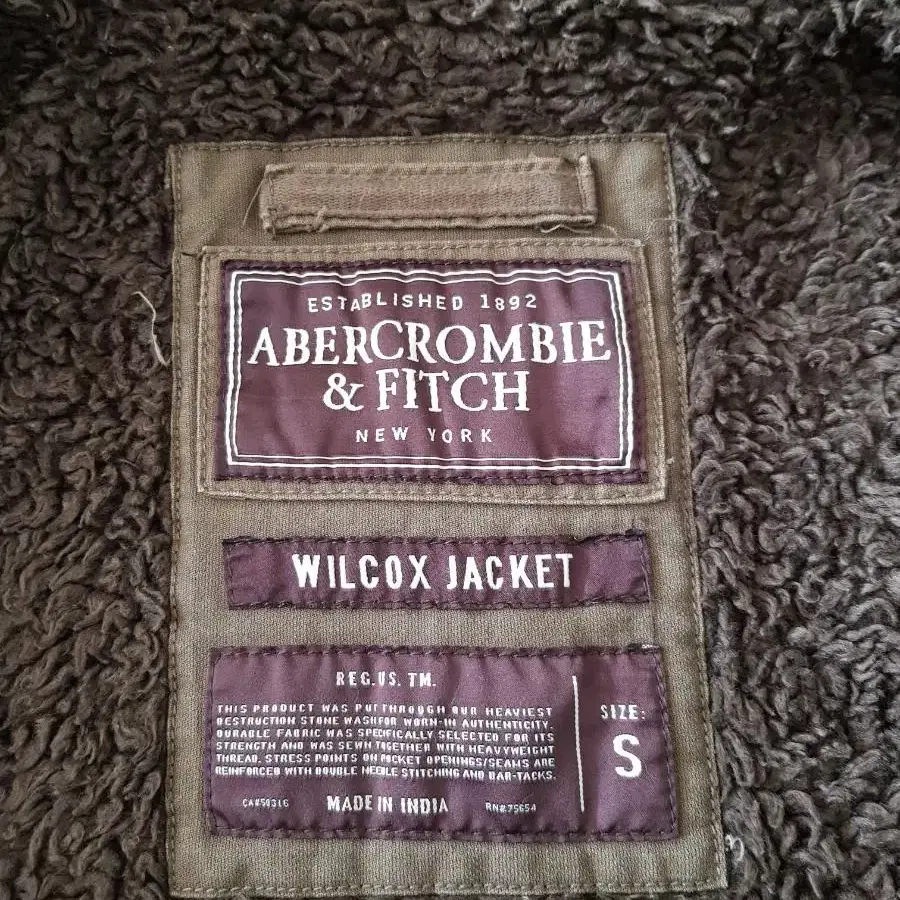 ESTABLISHED 1892
ABERCROMBIE
& FITCH
NEW YORK
WILCOX JACKET
REG. US. TM.
THIS PRODUCT WAS PUT THROUGH OUR HEAVIEST
DESTRUCTION STONE WASH FOR WORN-IN AUTHENTICITY.
DURABLE FABRIC WAS SPECIFICALLY SELECTED FOR ITS
STRENGTH AND WAS SEWN TOGETHER WITH HEAVYWEIGHT
THREAD. STRESS POINTS ON POCKET OPENINGS/SEAMS ARE
REINFORCED WITH DOUBLE NEEDLE STITCHING AND BAR-TACKS.
CA#50316 MADE IN INDIA RN#75654
SIZE:
S